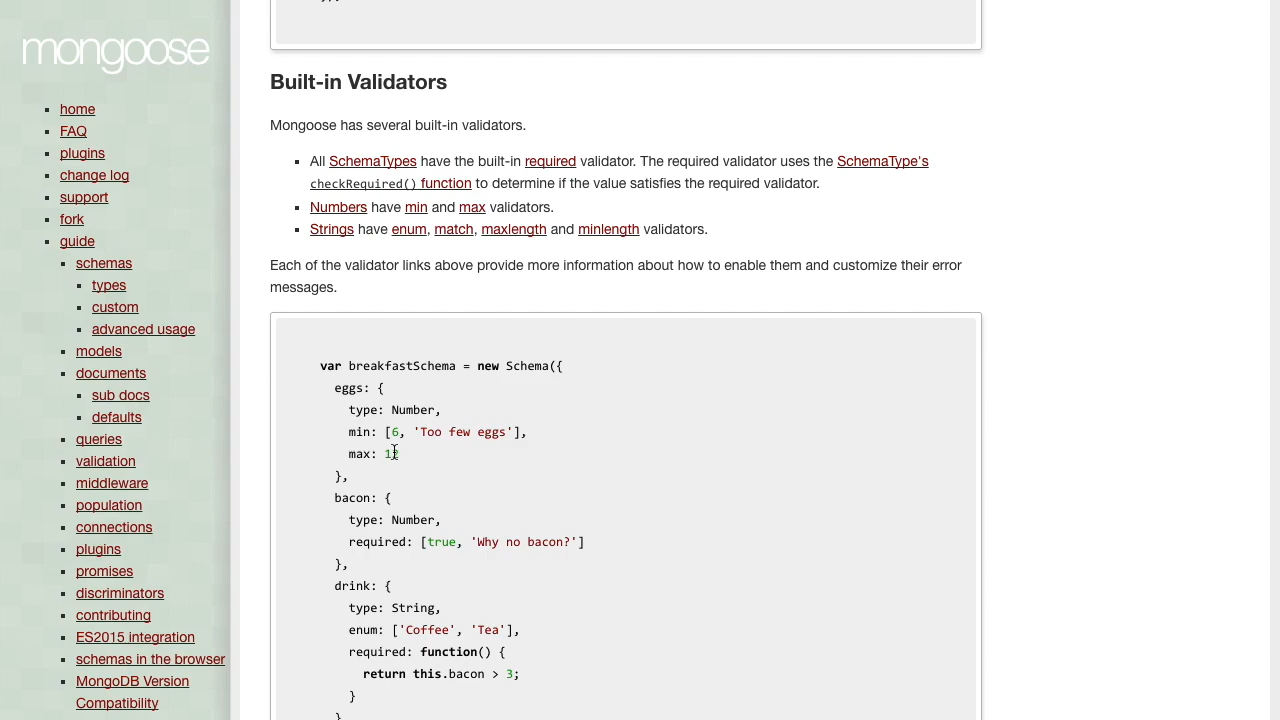 mongoose
home
FAQ
plugins
change log
support
fork
guide
schemas
types
custom
advanced usage
models
documents
sub docs
defaults
queries
validation
middleware
population
connections
plugins
promises
discriminators
contributing
ES2015 integration
schemas in the browser
MongoDB Version
Compatibility
Built-in Validators
Mongoose has several built-in validators.
All SchemaTypes have the built-in required validator. The required validator uses the SchemaType's
checkRequired() function to determine if the value satisfies the required validator.
Numbers have min and max validators.
Strings have enum, match, maxlength and minlength validators.
Each of the validator links above provide more information about how to enable them and customize their error
messages.
var breakfastSchema = new Schema({
eggs: {
type: Number,
min: [6, 'Too few eggs'],
max: 12
},
bacon: {
type: Number,
required: [true, 'Why no bacon?']
},
drink: {
type: String,
enum: ['Coffee', 'Tea'],
required: function() {
return this.bacon > 3;
}